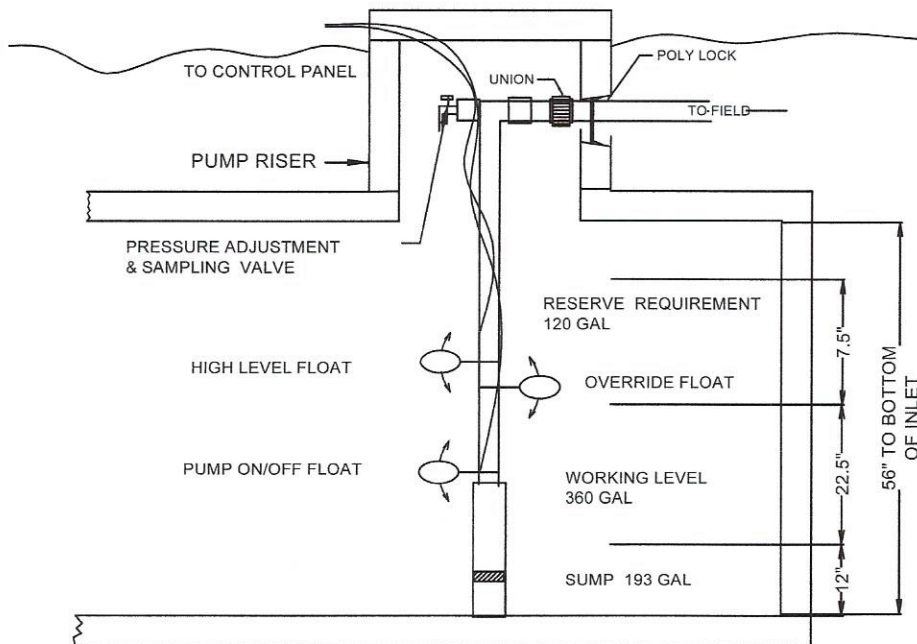 TO CONTROL PANEL
UNION
POLY LOCK
TO FIELD
PUMP RISER
PRESSURE ADJUSTMENT
& SAMPLING VALVE
RESERVE REQUIREMENT
120 GAL
7.5"
HIGH LEVEL FLOAT
OVERRIDE FLOAT
56" TO BOTTOM
OF INLET
PUMP ON/OFF FLOAT
WORKING LEVEL
360 GAL
22.5"
SUMP 193 GAL
12"